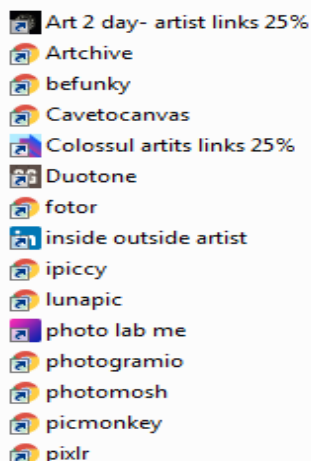 Art 2 day- artist links 25%
Artchive
befunky
Cavetocanvas
Colossul artits links 25%
Duotone
fotor
inside outside artist
ipiccy
lunapic
photo lab me
photogramio
photomosh
picmonkey
pixlr